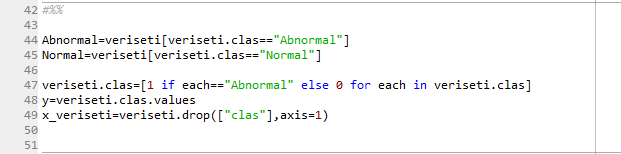 42 #%%
43
44 Abnormal=veriseti[veriseti.clas=="Abnormal"]
45 Normal=veriseti[veriseti.clas=="Normal"]
46
47 veriseti.clas=[1 if each=="Abnormal" else 0 for each in veriseti.clas]
48 y=veriseti.clas.values
49 x_veriseti=veriseti.drop(["clas"],axis=1)
50
51